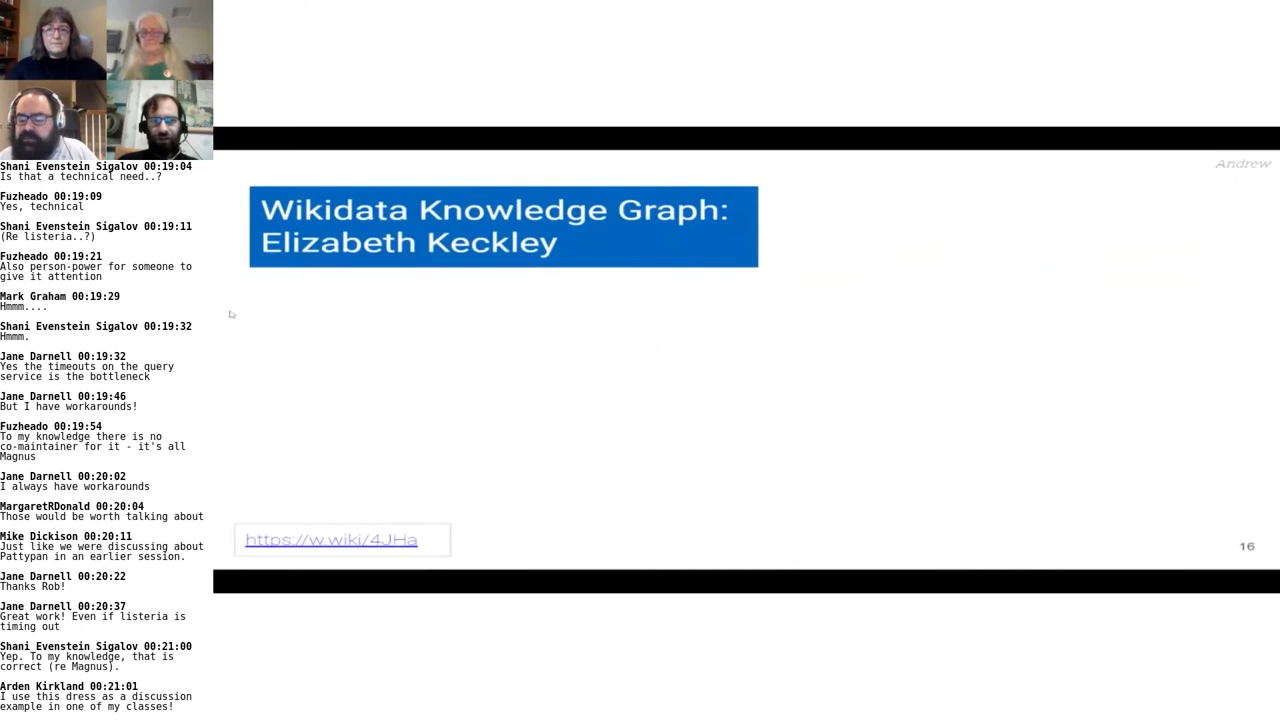 Shani Evenstein Sigalov 00:19:04
Is that a technical need..?
Fuzheado 00:19:09
Yes, technical
Shani Evenstein Sigalov 00:19:11
(Re listeria..?)
Fuzheado 00:19:21
Also person-power for someone to
give it attention
Mark Graham 00:19:29
Hmmm....
Shani Evenstein Sigalov 00:19:32
Hmmm.
Jane Darnell 00:19:32
Yes the timeouts on the query
service is the bottleneck
Jane Darnell 00:19:46
But I have workarounds!
Fuzheado 00:19:54
To my knowledge there is no
co-maintainer for it - it's all
Magnus
Jane Darnell 00:20:02
I always have workarounds
MargaretRDonald 00:20:04
Those would be worth talking about
Mike Dickison 00:20:11
Just like we were discussing about
Pattypan in an earlier session.
Jane Darnell 00:20:22
Thanks Rob!
Jane Darnell 00:20:37
Great work! Even if listeria is
timing out
Shani Evenstein Sigalov 00:21:00
Yep. To my knowledge, that is
correct (re Magnus).
Arden Kirkland 00:21:01
I use this dress as a discussion
example in one of my classes!
Andrew
Wikidata Knowledge Graph:
Elizabeth Keckley
https://w.wiki/4JHa
16